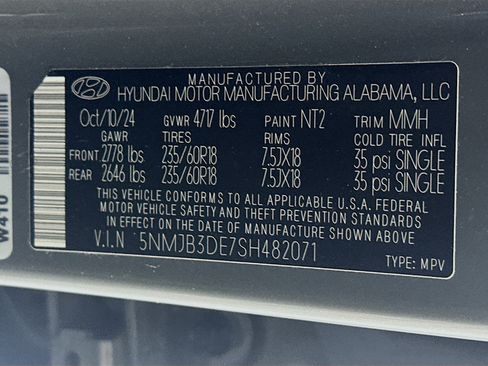 MANUFACTURED BY
HYUNDAI MOTOR MANUFACTURING ALABAMA, LLC
Oct/10/24 GVWR 4717 lbs PAINT NT2 TRIM MMH
GAWR TIRES RIMS COLD TIRE INFL
FRONT 2778 lbs 235/60R18 7.5JX18 35 psi SINGLE
REAR 2646 lbs 235/60R18 7.5JX18 35 psi SINGLE
THIS VEHICLE CONFORMS TO ALL APPLICABLE U.S. FEDERAL
MOTOR VEHICLE SAFETY AND THEFT PREVENTION STANDARDS
IN EFFECT ON THE DATE OF MANUFACTURE SHOWN ABOVE.
V.I.N 5NMJB3DE7SH482071
TYPE: MPV
W410